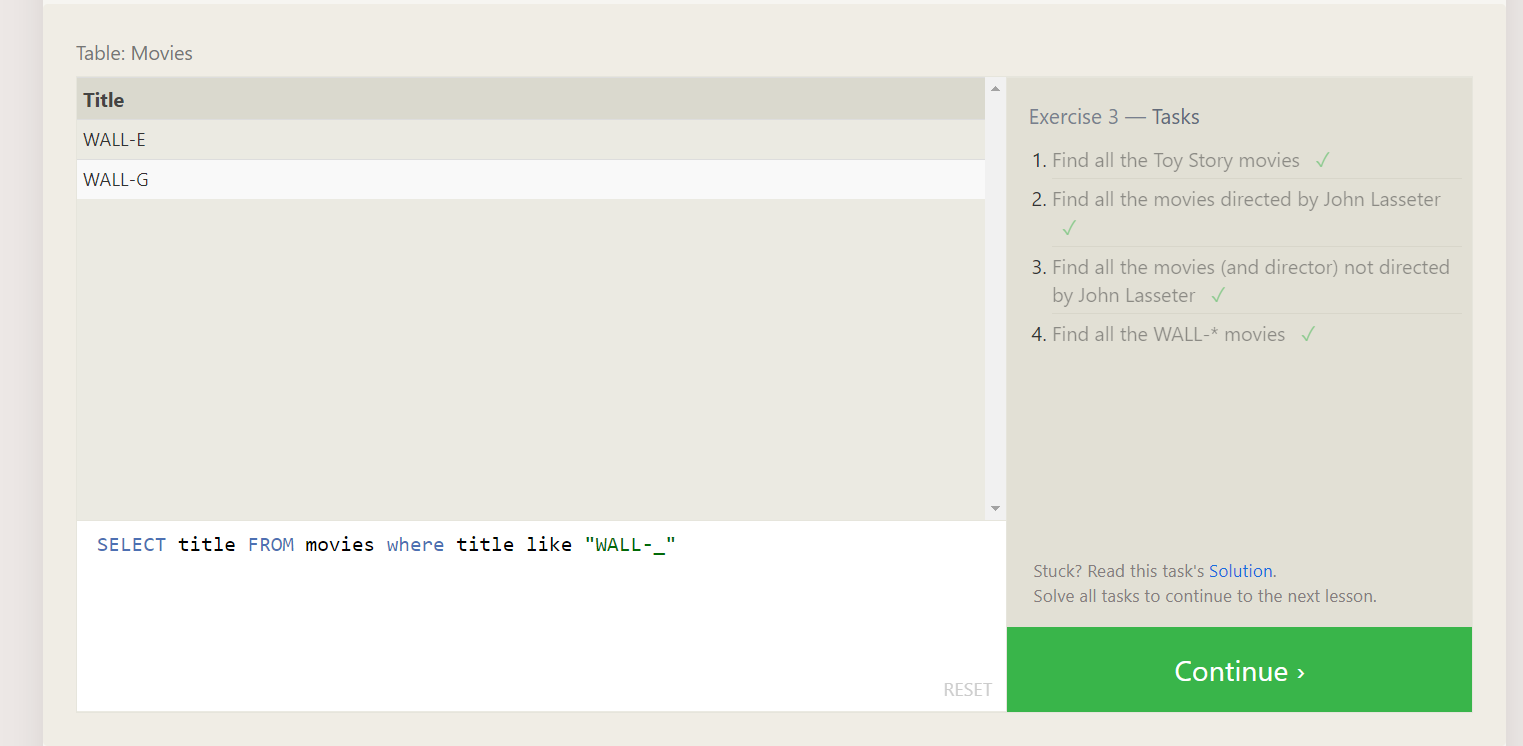 Table: Movies
Title
WALL-E
WALL-G
SELECT title FROM movies where title like "WALL-_"
RESET
Exercise 3 — Tasks
1. Find all the Toy Story movies ✓
2. Find all the movies directed by John Lasseter
✓
3. Find all the movies (and director) not directed
by John Lasseter ✓
4. Find all the WALL-* movies ✓
Stuck? Read this task's Solution.
Solve all tasks to continue to the next lesson.
Continue ›